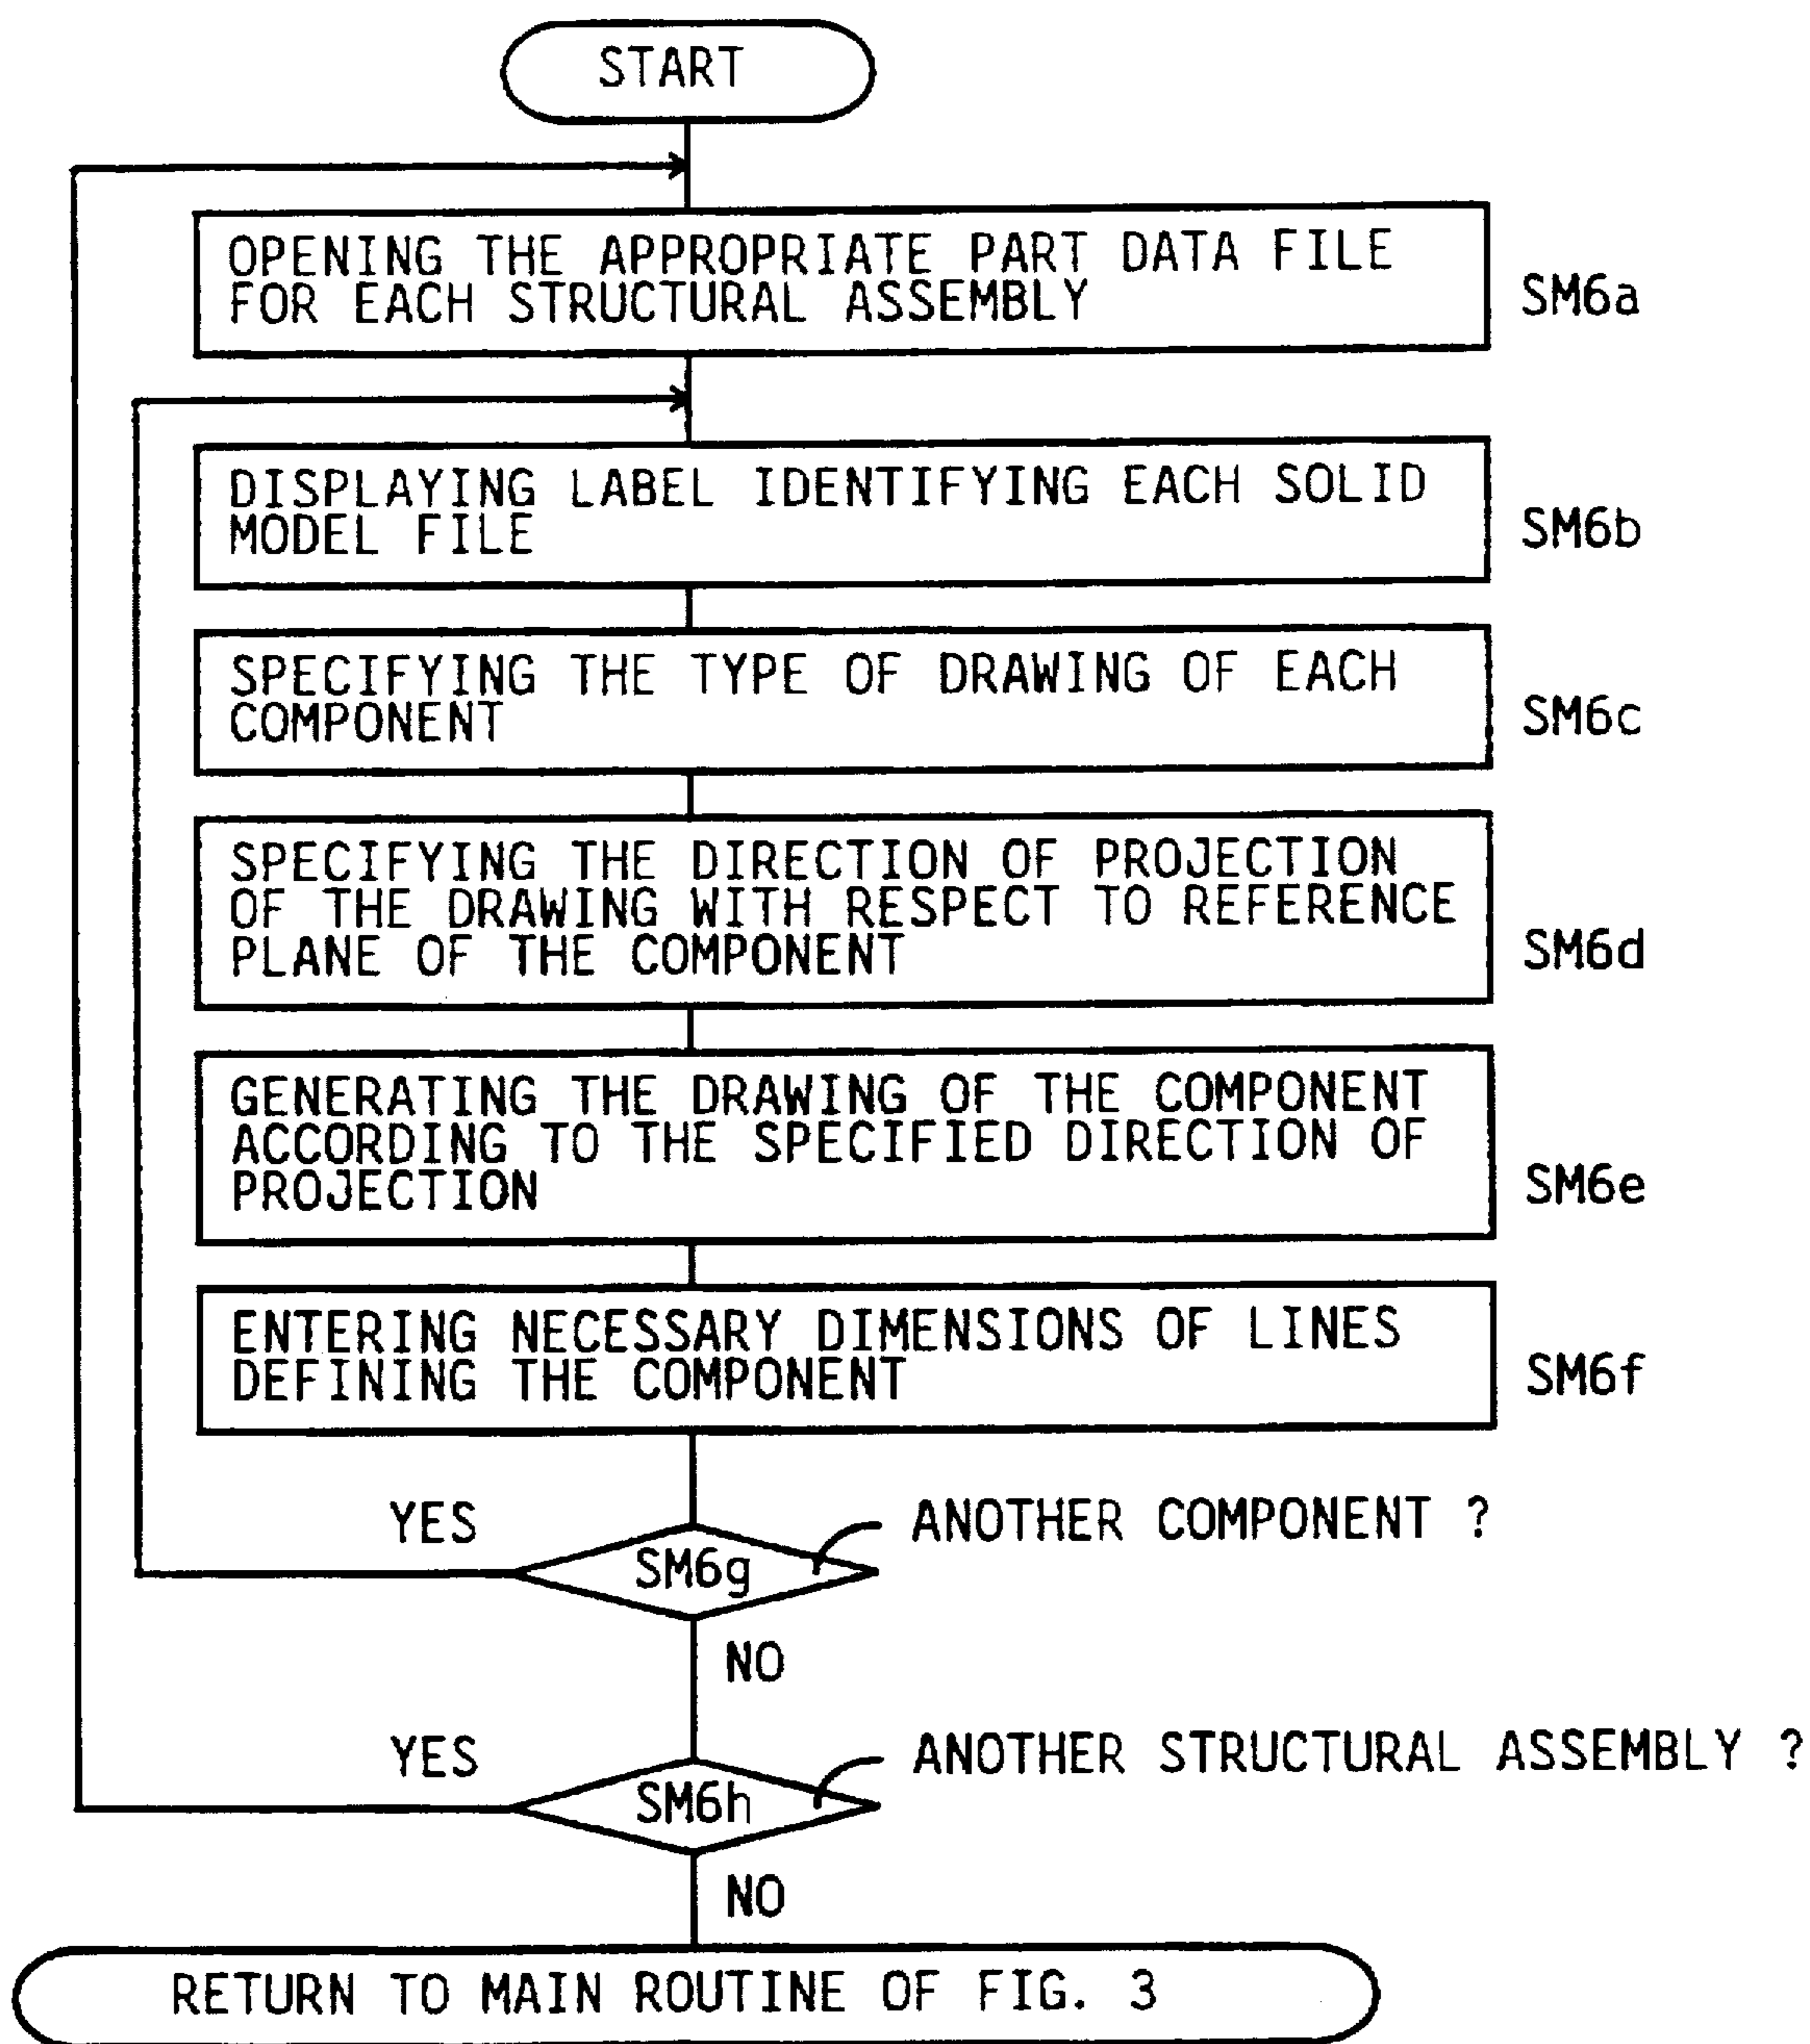 START
OPENING THE APPROPRIATE PART DATA FILE
FOR EACH STRUCTURAL ASSEMBLY
SM6a
DISPLAYING LABEL IDENTIFYING EACH SOLID
MODEL FILE
SM6b
SPECIFYING THE TYPE OF DRAWING OF EACH
COMPONENT
SM6c
SPECIFYING THE DIRECTION OF PROJECTION
OF THE DRAWING WITH RESPECT TO REFERENCE
PLANE OF THE COMPONENT
SM6d
GENERATING THE DRAWING OF THE COMPONENT
ACCORDING TO THE SPECIFIED DIRECTION OF
PROJECTION
SM6e
ENTERING NECESSARY DIMENSIONS OF LINES
DEFINING THE COMPONENT
SM6f
YES
ANOTHER COMPONENT ?
SM6g
NO
YES
ANOTHER STRUCTURAL ASSEMBLY ?
SM6h
NO
RETURN TO MAIN ROUTINE OF FIG. 3